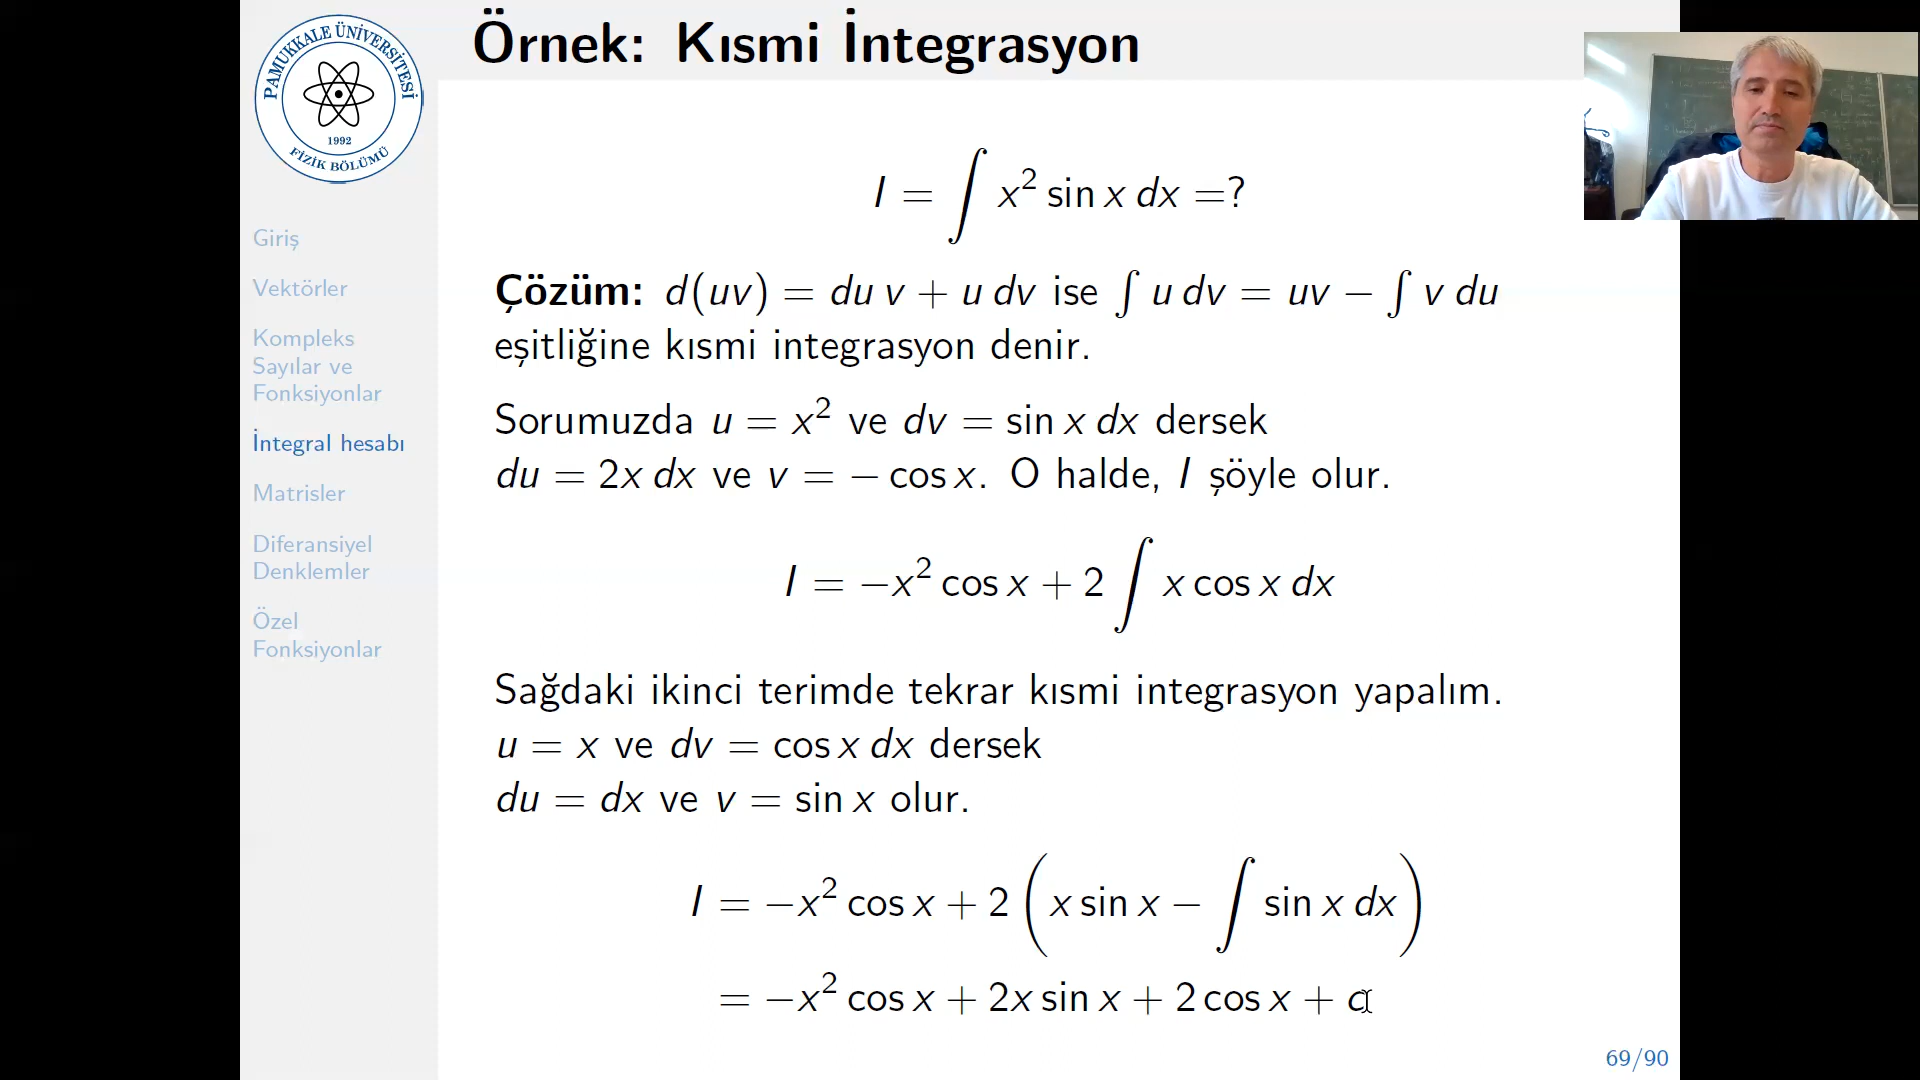 PAMUKKALE ÜNİVERSİTESİ
1992
FİZİK BÖLÜMÜ
Giriş
Vektörler
Kompleks
Sayılar ve
Fonksiyonlar
İntegral hesabı
Matrisler
Diferansiyel
Denklemler
Özel
Fonksiyonlar
Örnek: Kısmi İntegrasyon
I = ∫ x² sin x dx =?
Çözüm: d(uv) = du v + u dv ise ∫ u dv = uv − ∫ v du
eşitliğine kısmi integrasyon denir.
Sorumuzda u = x² ve dv = sin x dx dersek
du = 2x dx ve v = − cos x. O halde, I şöyle olur.
I = −x² cos x + 2 ∫ x cos x dx
Sağdaki ikinci terimde tekrar kısmi integrasyon yapalım.
u = x ve dv = cos x dx dersek
du = dx ve v = sin x olur.
I = −x² cos x + 2 (x sin x − ∫ sin x dx)
= −x² cos x + 2x sin x + 2 cos x + c
69/90